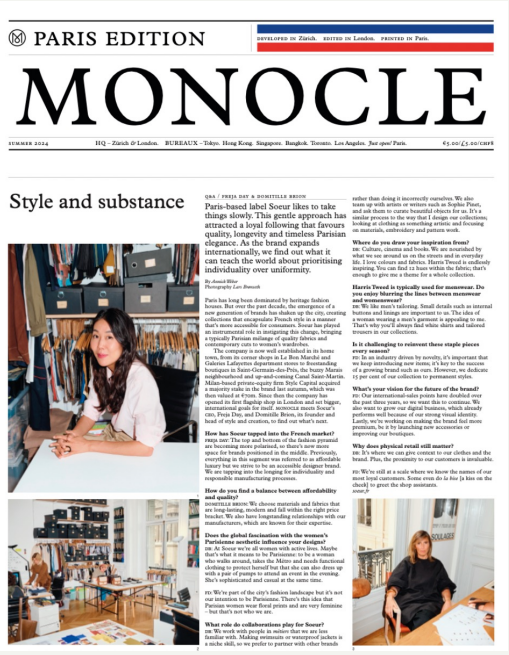 PARIS EDITION
DEVELOPED IN Zürich. EDITED IN London. PRINTED IN Paris.
MONOCLE
SUMMER 2024
HQ – Zürich & London. BUREAUX – Tokyo. Hong Kong. Singapore. Bangkok. Toronto. Los Angeles. Just open! Paris.
€5.00/£5.00/CHF8
Style and substance
Q&A / PREJA DAY & DOMITILLE BRION
Paris-based label Soeur likes to take
things slowly. This gentle approach has
attracted a loyal following that favours
quality, longevity and timeless Parisian
elegance. As the brand expands
internationally, we find out what it
can teach the world about prioritising
individuality over uniformity.
By Annick Weber
Photography
Paris has long been dominated by heritage fashion
houses. But over the past decade, the emergence of a
new generation of brands has shaken up the city, creating
collections that encapsulate French style in a manner
that's more accessible for consumers. Soeur has played
an instrumental role in instigating this change, bringing
a typically Parisian mélange of quality fabrics and
contemporary cuts to women's wardrobes.
The company is now well established in its home
town, from its corner shops in Le Bon Marché and
Galeries Lafayette department stores to freestanding
boutiques in Saint-Germain-des-Prés, the buzzy Marais
neighbourhood and up-and-coming Canal Saint-Martin.
Milan-based private-equity firm Style Capital acquired
a majority stake in the brand last autumn, which was
then valued at €70m. Since then the company has
opened its first flagship shop in London and set bigger,
international goals for itself. MONOCLE meets Soeur's
CEO, Freja Day, and Domitille Brion, its founder and
head of style and creation, to find out what's next.
How has Soeur tapped into the French market?
FREJA DAY: The top and bottom of the fashion pyramid
are becoming more polarised, so there's now more
space for brands positioned in the middle. Previously,
everything in this segment was referred to as affordable
luxury but we strive to be an accessible designer brand.
We are tapping into the longing for individuality and
responsible manufacturing processes.
How do you find a balance between affordability
and quality?
DOMITILLE BRION: We choose materials and fabrics that
are long-lasting, modern and fall within the right price
bracket. We also have longstanding relationships with our
manufacturers, which are known for their expertise.
Does the global fascination with the women's
Parisienne aesthetic influence your designs?
DB: At Soeur we're all women with active lives. Maybe
that's what it means to be Parisienne: to be a woman
who walks around, takes the Métro and needs functional
clothing to protect herself but that she can also dress up
with a pair of pumps to attend an event in the evening.
She's sophisticated and casual at the same time.
FD: We're part of the city's fashion landscape but it's not
our intention to be Parisienne. There's this idea that
Parisian women wear floral prints and are very feminine
– but that's not who we are.
What role do collaborations play for Soeur?
DB: We work with people in métiers that we are less
familiar with. Making swimsuits or waterproof jackets is
a niche skill, so we prefer to partner with other brands
rather than doing it incorrectly ourselves. We also
team up with artists or writers such as Sophie Pinet,
and ask them to curate beautiful objects for us. It's a
similar process to the way that I design our collections;
looking at clothing as something artistic and focusing
on materials, embroidery and pattern work.
Where do you draw your inspiration from?
DB: Culture, cinema and books. We are nourished by
what we see around us on the streets and in everyday
life. I love colours and fabrics. Harris Tweed is endlessly
inspiring. You can find 12 hues within the fabric; that's
enough to give me a theme for a whole collection.
Harris Tweed is typically used for menswear. Do
you enjoy blurring the lines between menswear
and womenswear?
DB: We like men's tailoring. Small details such as internal
buttons and linings are important to us. The idea of
a woman wearing a men's garment is appealing to me.
That's why you'll always find white shirts and tailored
trousers in our collections.
Is it challenging to reinvent these staple pieces
every season?
FD: In an industry driven by novelty, it's important that
we keep introducing new items; it's key to the success
of a growing brand such as ours. However, we dedicate
15 per cent of our collection to permanent styles.
What's your vision for the future of the brand?
FD: Our international-sales points have doubled over
the past three years, so we want this to continue. We
also want to grow our digital business, which already
performs well because of our strong visual identity.
Lastly, we're working on making the brand feel more
premium, be it by launching new accessories or
improving our boutiques.
Why does physical retail still matter?
DB: It's where we can give context to our clothes and the
brand. Plus, the proximity to our customers is invaluable.
FD: We're still at a scale where we know the names of our
most loyal customers. Some even do la bise [a kiss on the
cheek] to greet the shop assistants.
soeur.fr
SOULAGES